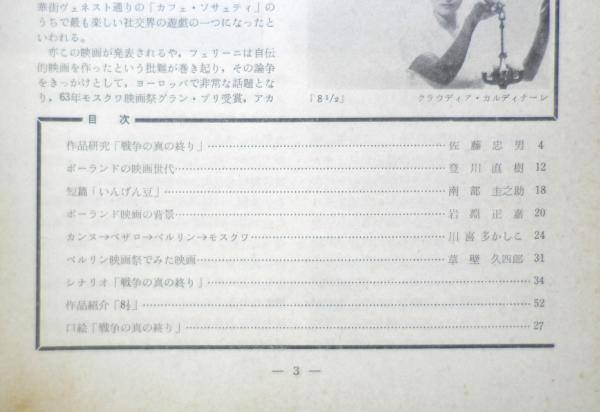 華街ヴェネスト通りの「カフェ・ソサェティ」の
うちで最も楽しい社交界の遊戯の一つになったと
いわれる。
亦この映画が発表されるや，フェリーニは自伝
的映画を作ったという批難が巻き起り，その論争
をきっかけとして，ヨーロッパで非常な話題とな
り，63年モスクワ映画祭グラン・プリ受賞，アカ
『8 1/2』 クラウディア・カルディナーレ
目 次
作品研究「戦争の真の終り」 佐藤忠男 4
ポーランドの映画世代 登川直樹 12
短篇「いんげん豆」 南部圭之助 18
ポーランド映画の背景 岩淵正嘉 20
カンヌ→ペザロ→ベルリン→モスクワ 川喜多かしこ 24
ベルリン映画祭でみた映画 草壁久四郎 31
シナリオ「戦争の真の終り」 34
作品紹介「8½」 52
口絵「戦争の真の終り」 27
— 3 —